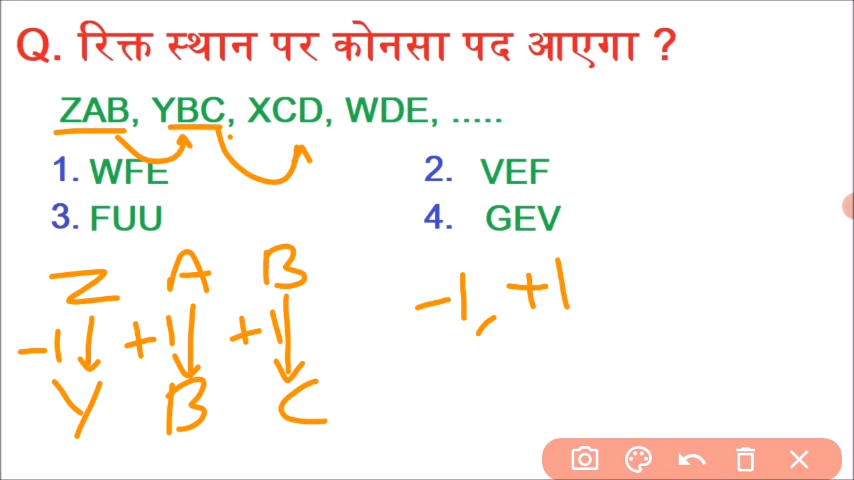 Q. रिक्त स्थान पर कोनसा पद आएगा ?
ZAB, YBC, XCD, WDE, .....
1. WFE 2. VEF
3. FUU 4. GEV
Z A B
-1 +1 +1
Y B C
-1, +1